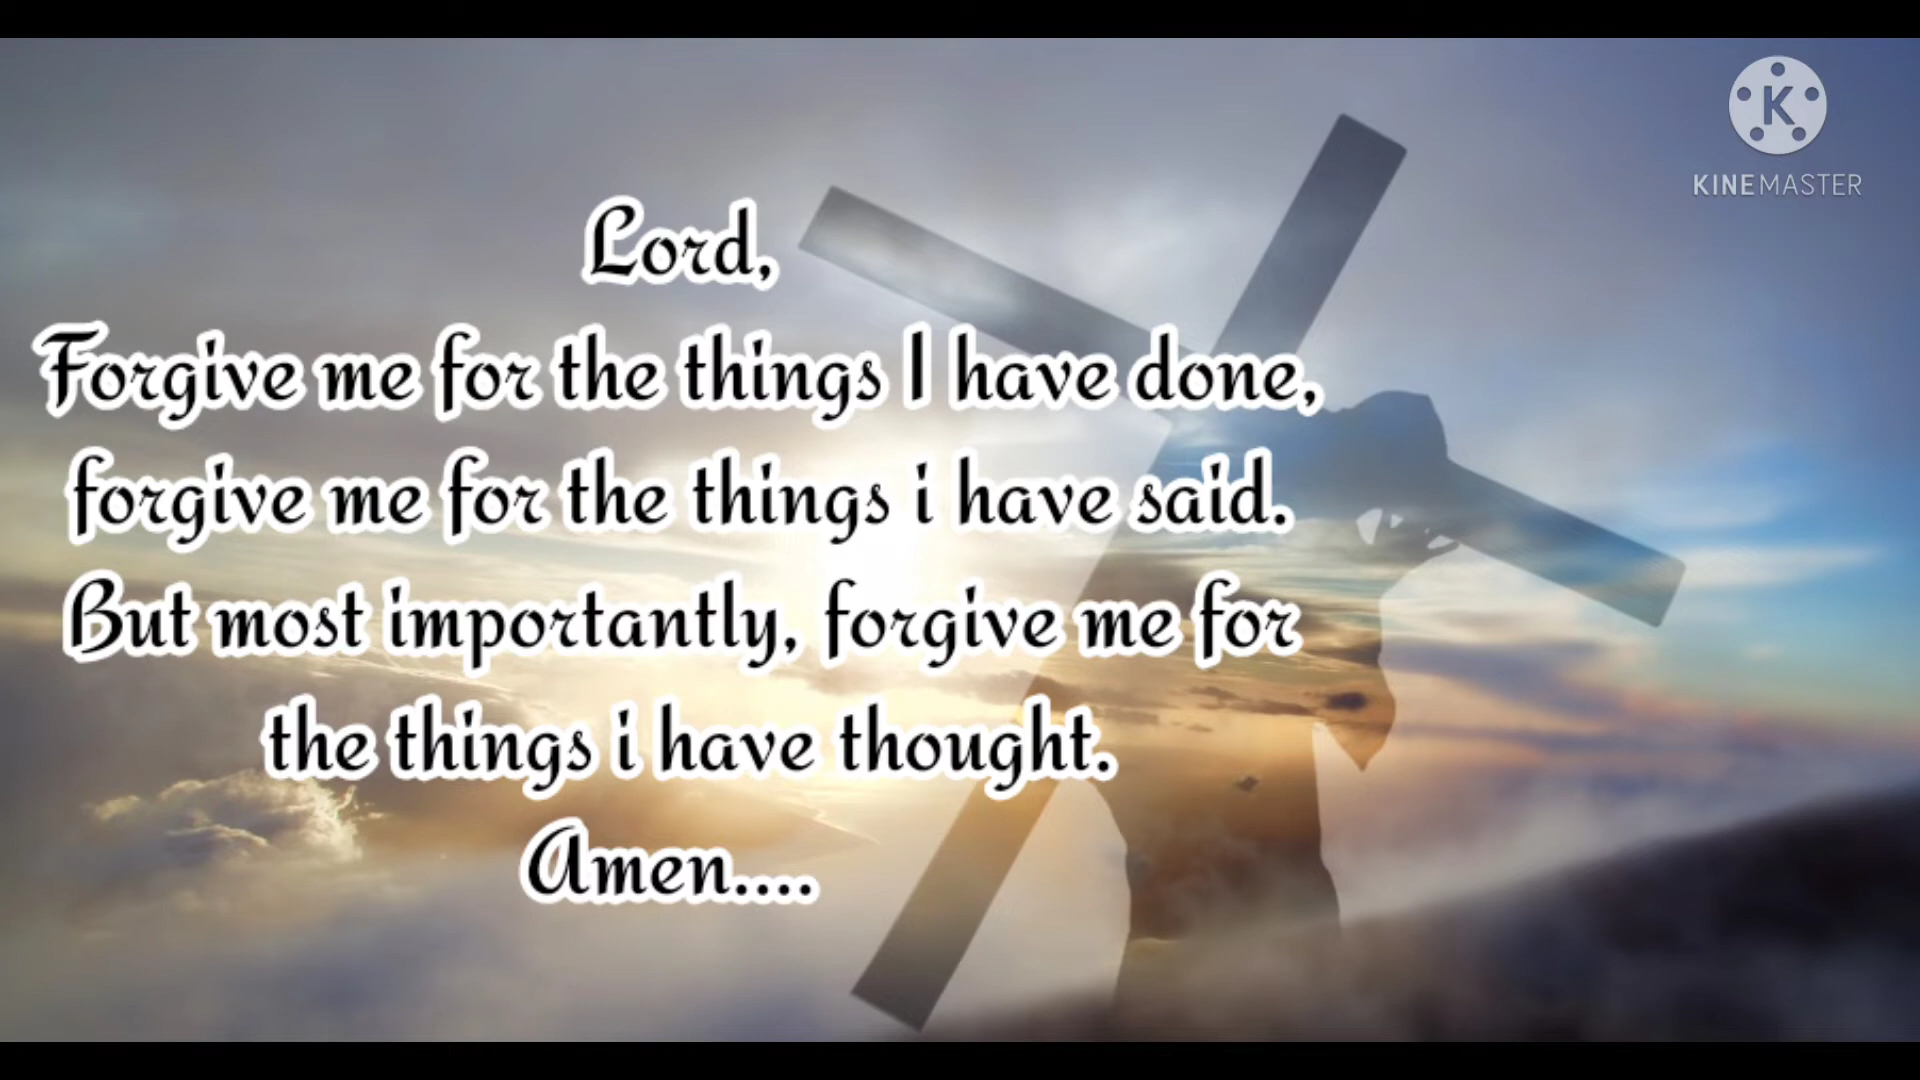 K
KINEMASTER
Lord,
Forgive me for the things I have done,
forgive me for the things i have said.
But most importantly, forgive me for
the things i have thought.
Amen....